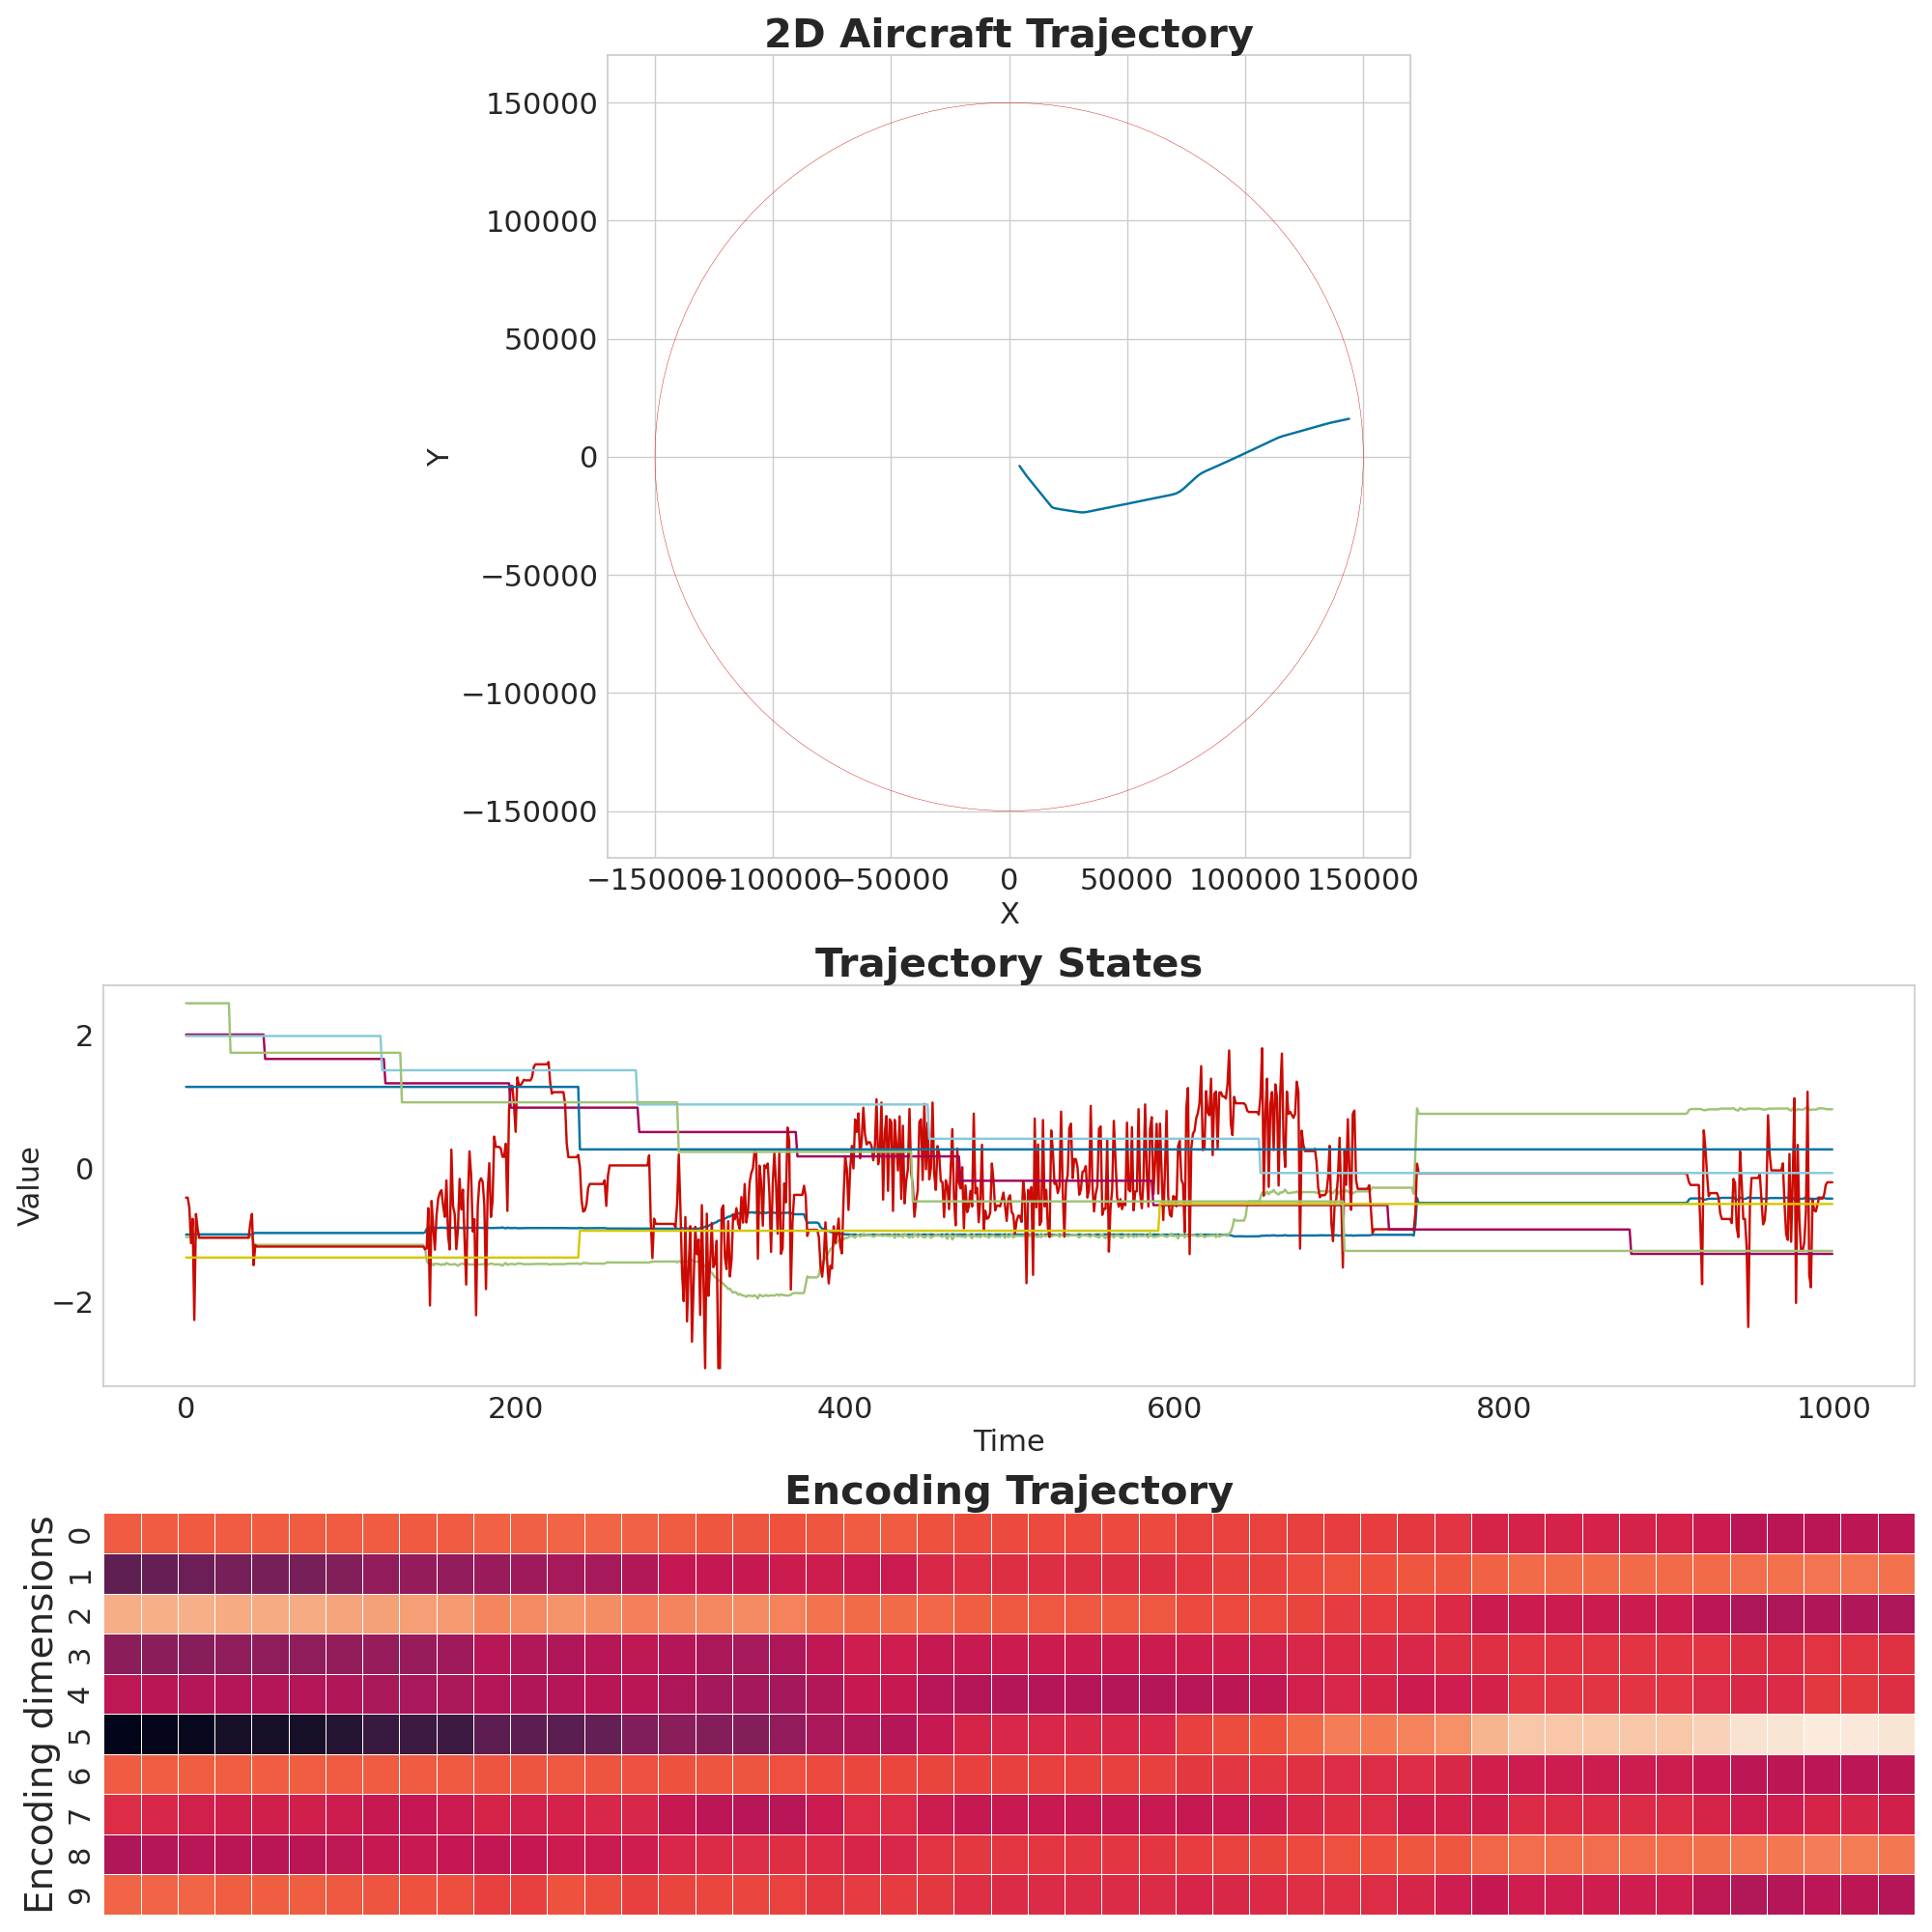 2D Aircraft Trajectory
150000
100000
50000
0
−50000
−100000
−150000
Y
−150000 −100000 −50000 0 50000 100000 150000
X
Trajectory States
2
0
−2
Value
0 200 400 600 800 1000
Time
Encoding Trajectory
Encoding dimensions
0
1
2
3
4
5
6
7
8
9